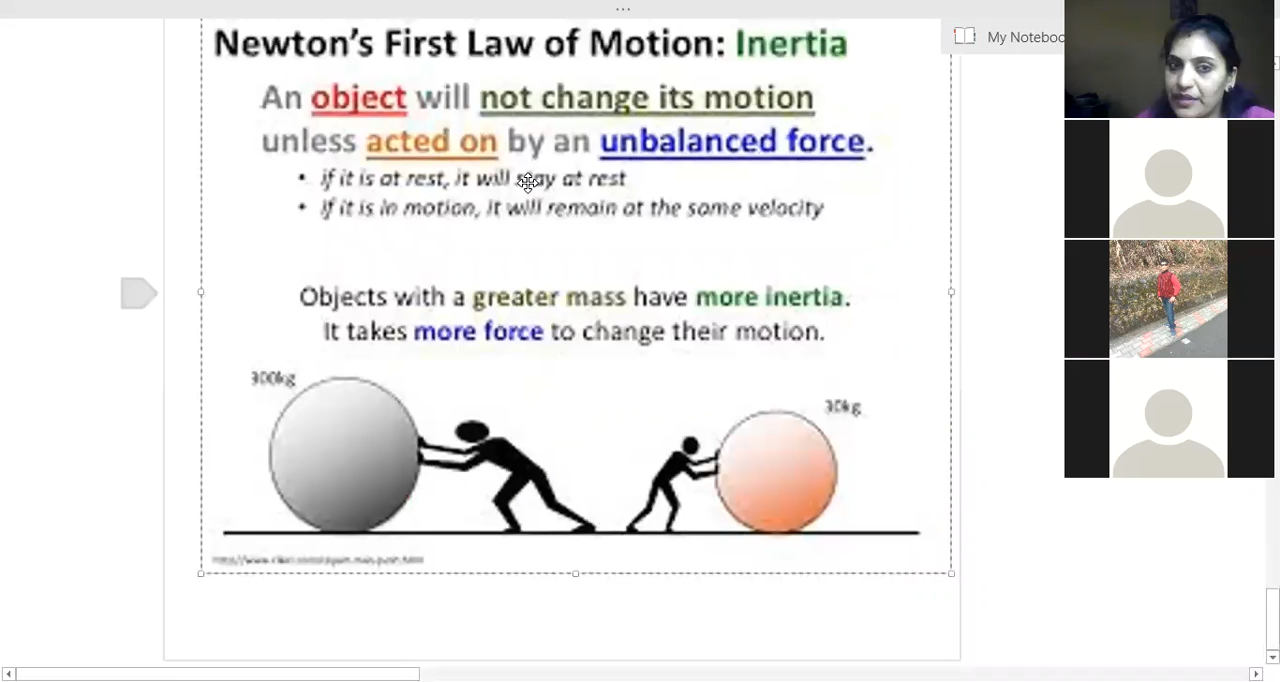 Newton's First Law of Motion: Inertia
My Noteboo
An object will not change its motion
unless acted on by an unbalanced force.
• if it is at rest, it will stay at rest
• If it is in motion, it will remain at the same velocity
Objects with a greater mass have more inertia.
It takes more force to change their motion.
300kg
30kg